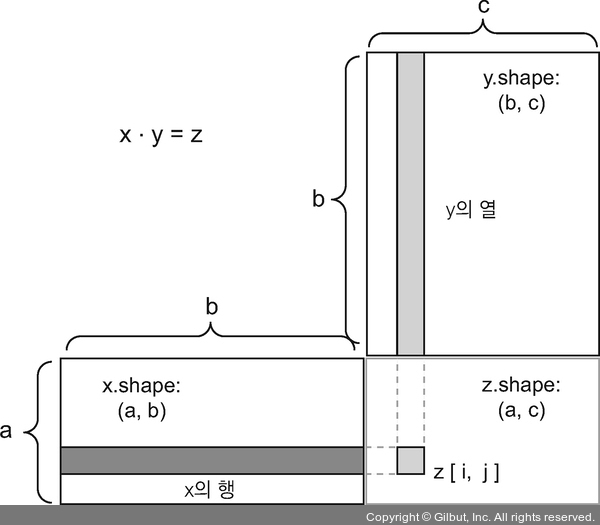 c
y.shape:
(b, c)
x · y = z
b
y의 열
b
x.shape:
(a, b)
z.shape:
(a, c)
a
z [ i, j ]
x의 행
Copyright © Gilbut, Inc. All rights reserved.